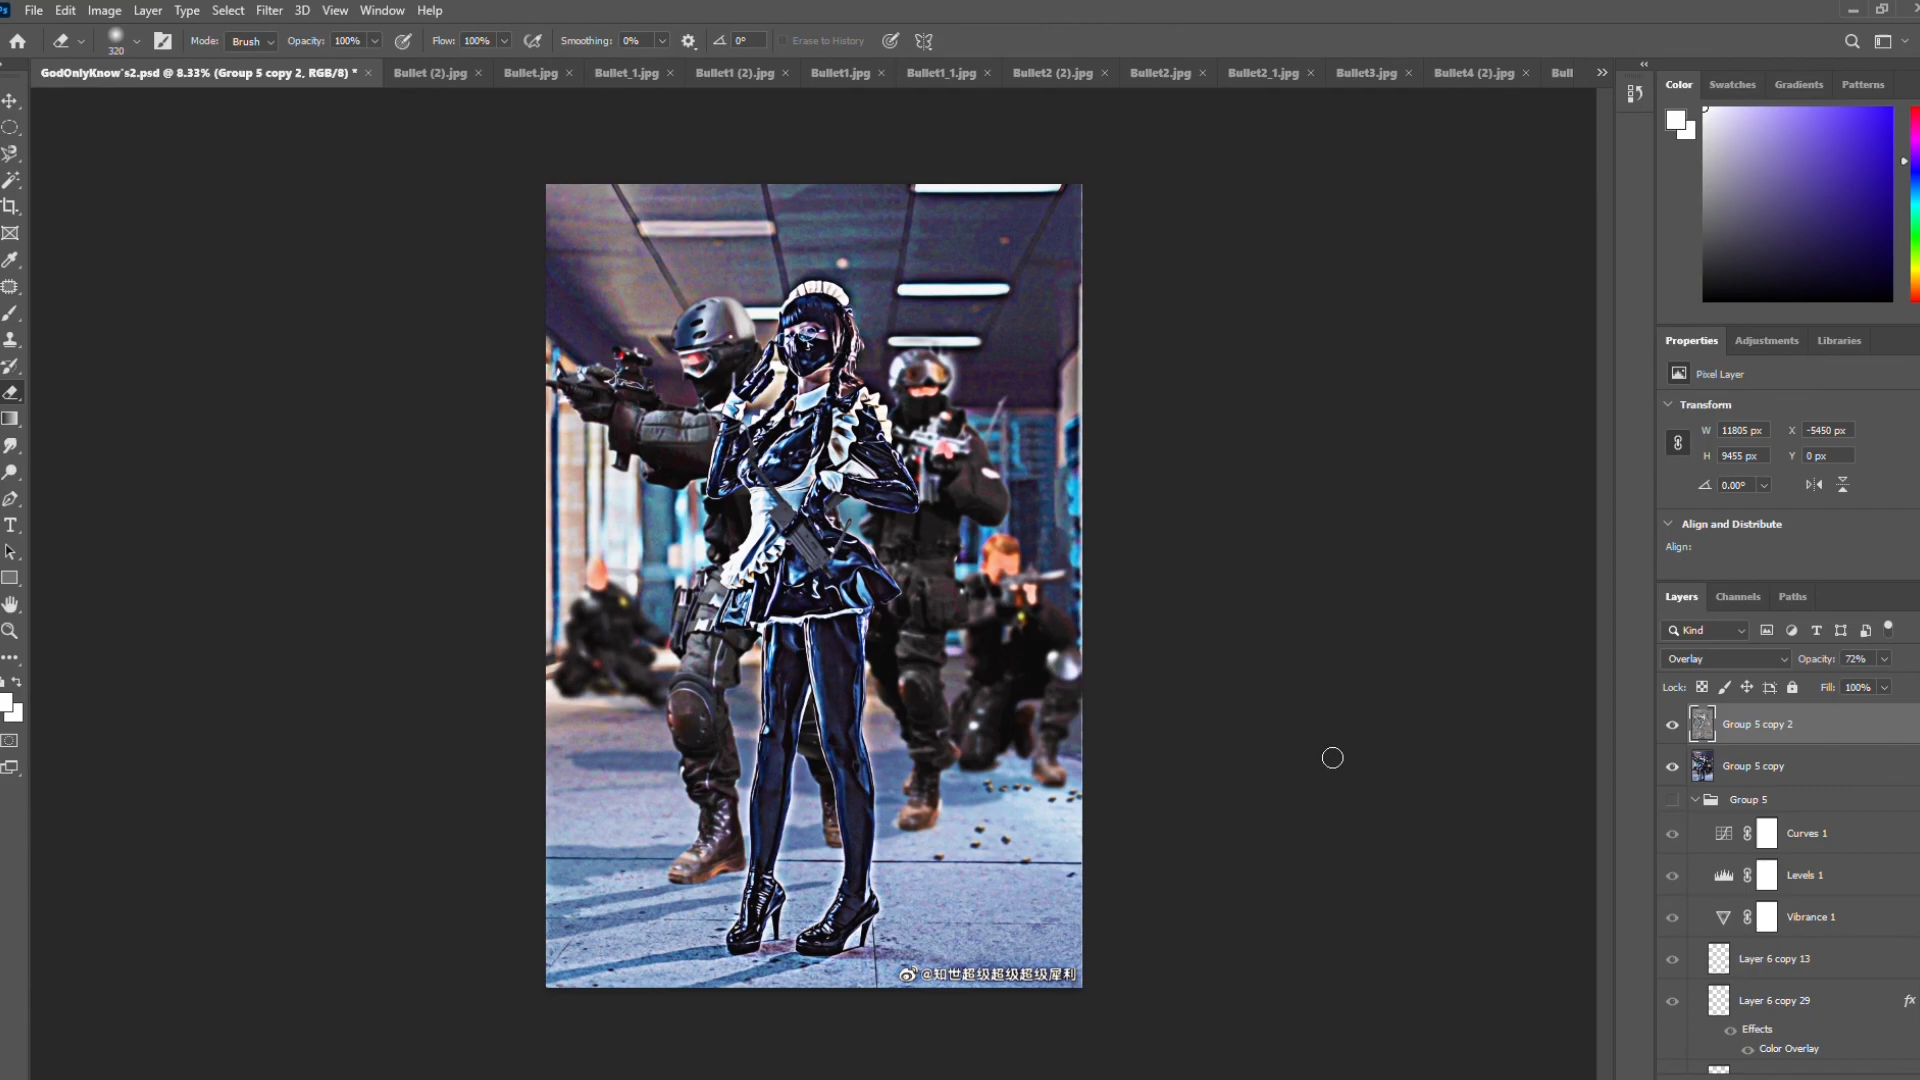 File Edit Image Layer Type Select Filter 3D View Window Help
320 Mode: Brush Opacity: 100% Flow: 100% Smoothing: 0% 0° Erase to History
GodOnlyKnow's2.psd @ 8.33% (Group 5 copy 2, RGB/8) * Bullet (2).jpg Bullet.jpg Bullet_1.jpg Bullet1 (2).jpg Bullet1.jpg Bullet1_1.jpg Bullet2 (2).jpg Bullet2.jpg Bullet2_1.jpg Bullet3.jpg Bullet4 (2).jpg Bull
Color Swatches Gradients Patterns
Properties Adjustments Libraries
Pixel Layer
Transform
W 11805 px X -5450 px
H 9455 px Y 0 px
0.00°
Align and Distribute
Align:
Layers Channels Paths
Kind
Overlay Opacity: 72%
Lock: Fill: 100%
Group 5 copy 2
Group 5 copy
Group 5
Curves 1
Levels 1
Vibrance 1
Layer 6 copy 13
Layer 6 copy 29 fx
Effects
Color Overlay
@知世超级超级超级犀利